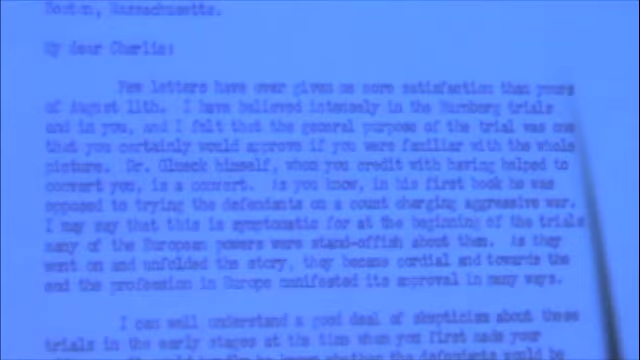 Boston, Massachusetts.
My dear Charlie:
Few letters have ever given me more satisfaction than yours
of August 11th. I have believed intensely in the Nurnberg trials
and in you, and I felt that the general purpose of the trial was one
that you certainly would approve if you were familiar with the whole
picture. Dr. Glueck himself, whom you credit with having helped to
convert you, is a convert. As you know, in his first book he was
opposed to trying the defendants on a count charging aggressive war.
I may say that this is symptomatic for at the beginning of the trials
many of the European powers were stand-offish about them. As they
went on and unfolded the story, they became cordial and towards the
end the profession in Europe manifested its approval in many ways.
I can well understand a good deal of skepticism about these
trials in the early stages at the time when you first made your
whether the defendants would be